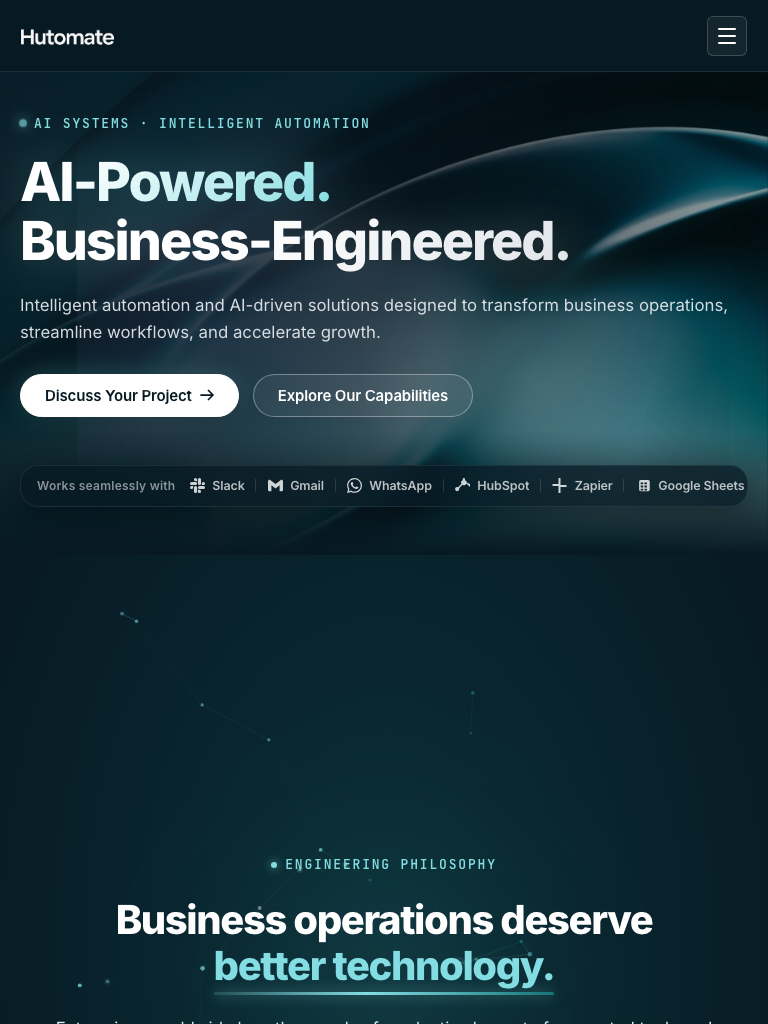 Hutomate
AI SYSTEMS · INTELLIGENT AUTOMATION
AI-Powered.
Business-Engineered.
Intelligent automation and AI-driven solutions designed to transform business operations,
streamline workflows, and accelerate growth.
Discuss Your Project →
Explore Our Capabilities
Works seamlessly with Slack Gmail WhatsApp HubSpot Zapier Google Sheets
ENGINEERING PHILOSOPHY
Business operations deserve
better technology.